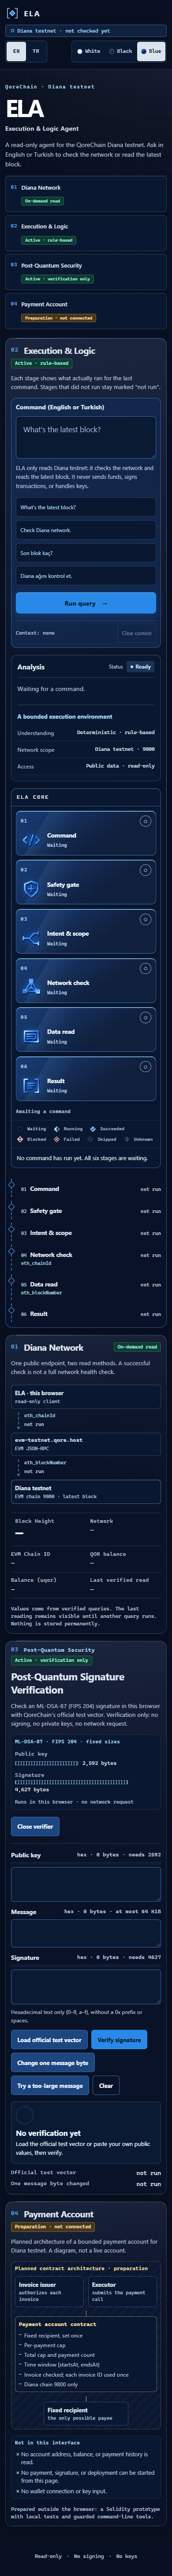 ELA
Diana testnet · not checked yet
EN TR White Black Blue
QoreChain · Diana testnet
ELA
Execution & Logic Agent
A read-only agent for the QoreChain Diana testnet. Ask in
English or Turkish to check the network or read the latest
block.
01 Diana Network
On-demand read
02 Execution & Logic
Active · rule-based
03 Post-Quantum Security
Active · verification only
04 Payment Account
Preparation · not connected
02 Execution & Logic
Active · rule-based
Each stage shows what actually ran for the last
command. Stages that did not run stay marked "not run".
Command (English or Turkish)
What's the latest block?
ELA only reads Diana testnet: it checks the network and
reads the latest block. It never sends funds, signs
transactions, or handles keys.
What's the latest block?
Check Diana network.
Son blok kaç?
Diana ağını kontrol et.
Run query →
Context: none Clear context
Analysis Status Ready
Waiting for a command.
A bounded execution environment
Understanding Deterministic · rule-based
Network scope Diana testnet · 9800
Access Public data · read-only
ELA CORE
01
Command
Waiting
02
Safety gate
Waiting
03
Intent & scope
Waiting
04
Network check
Waiting
05
Data read
Waiting
06
Result
Waiting
Awaiting a command
Waiting Running Succeeded
Blocked Failed Skipped Unknown
No command has run yet. All six stages are waiting.
01 Command not run
02 Safety gate not run
03 Intent & scope not run
04 Network check not run
eth_chainId
05 Data read not run
eth_blockNumber
06 Result not run
01 Diana Network On-demand read
One public endpoint, two read methods. A successful
check is not a full network health check.
ELA · this browser
read-only client
eth_chainId
not run
evm-testnet.qore.host
EVM JSON-RPC
eth_blockNumber
not run
Diana testnet
EVM chain 9800 · latest block
Block Height Network
— —
EVM Chain ID QOR balance
— —
Balance (uqor) Last verified read
— —
Values come from verified queries. The last
reading remains visible until another query runs.
Nothing is stored permanently.
03 Post-Quantum Security
Active · verification only
Post-Quantum Signature
Verification
Check an ML-DSA-87 (FIPS 204) signature in this browser
or QoreChain's official test vector. Verification only: no
signing, no private keys, no network request.
ML-DSA-87 · FIPS 204 · fixed sizes
Public key
2,592 bytes
Signature
4,627 bytes
Runs in this browser · no network request
Close verifier
Public key hex · 0 bytes · needs 2592
Message hex · 0 bytes · at most 64 KiB
Signature hex · 0 bytes · needs 4627
Hexadecimal text only (0–9, a–f), without a 0x prefix or
spaces.
Load official test vector Verify signature
Change one message byte
Try a too-large message Clear
No verification yet
Load the official test vector or paste your own public
values, then verify.
Official test vector not run
One message byte changed not run
04 Payment Account
Preparation · not connected
Planned architecture of a bounded payment account for
Diana testnet. A diagram, not a live account.
Planned contract architecture · preparation
Invoice issuer Executor
authorizes each submits the payment
invoice call
Payment account contract
— Fixed recipient, set once
— Per-payment cap
— Total cap and payment count
— Time window [startsAt, endsAt)
— Invoice checked; each invoice ID used once
— Diana chain 9800 only
Fixed recipient
the only possible payee
Not in this interface
× No account address, balance, or payment history is
read.
× No payment, signature, or deployment can be started
from this page.
× No wallet connection or key input.
Prepared outside the browser: a Solidity prototype
with local tests and guarded command-line tools.
Read-only · No signing · No keys